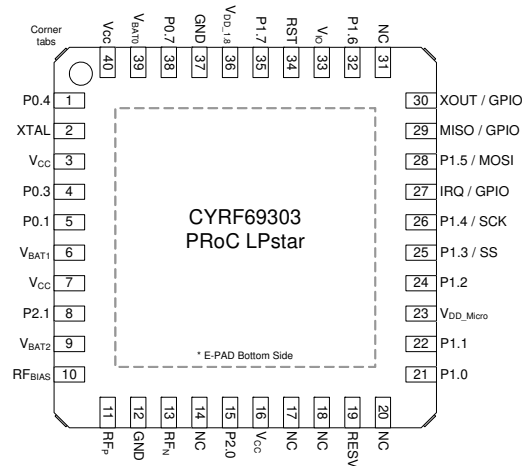 Corner
tabs
Vcc 40
VBAT0 39
P0.7 38
GND 37
VDD_1.8 36
P1.7 35
RST 34
VIO 33
P1.6 32
NC 31
P0.4 1
XTAL 2
VCC 3
P0.3 4
P0.1 5
VBAT1 6
VCC 7
P2.1 8
VBAT2 9
RFBIAS 10
CYRF69303
PRoC LPstar
* E-PAD Bottom Side
30 XOUT / GPIO
29 MISO / GPIO
28 P1.5 / MOSI
27 IRQ / GPIO
26 P1.4 / SCK
25 P1.3 / SS
24 P1.2
23 VDD_Micro
22 P1.1
21 P1.0
11 RFP
12 GND
13 RFN
14 NC
15 P2.0
16 VCC
17 NC
18 NC
19 RESV
20 NC